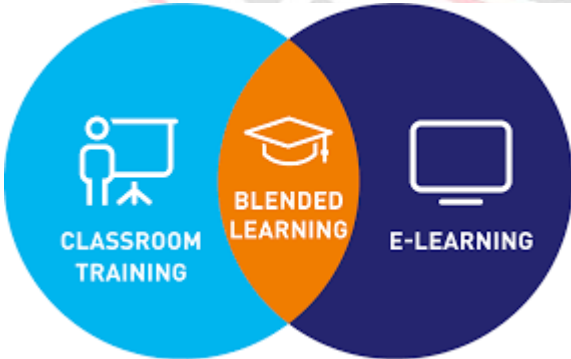 CLASSROOM
TRAINING
BLENDED
LEARNING
E-LEARNING